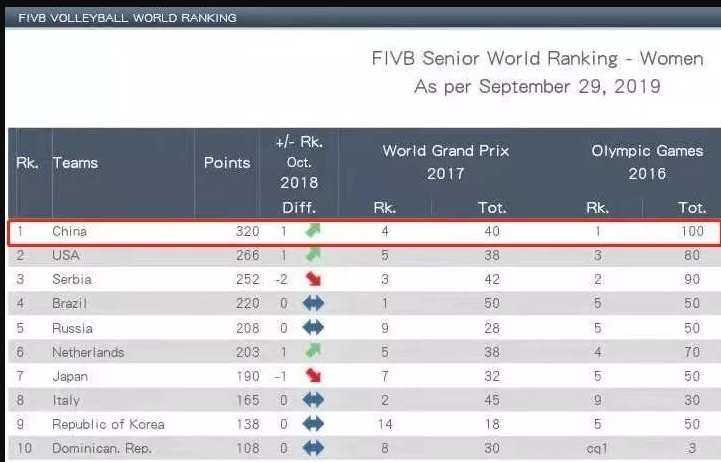 FIVB VOLLEYBALL WORLD RANKING
FIVB Senior World Ranking - Women
As per September 29, 2019
Rk. Teams Points +/- Rk. Oct. 2018 Diff. World Grand Prix 2017 Rk. Tot. Olympic Games 2016 Rk. Tot.
1 China 320 1 4 40 1 100
2 USA 266 1 5 38 3 80
3 Serbia 252 -2 3 42 2 90
4 Brazil 220 0 1 50 5 50
5 Russia 208 0 9 28 5 50
6 Netherlands 203 1 5 38 4 70
7 Japan 190 -1 7 32 5 50
8 Italy 165 0 2 45 9 30
9 Republic of Korea 138 0 14 18 5 50
10 Dominican. Rep. 108 0 8 30 cq1 3